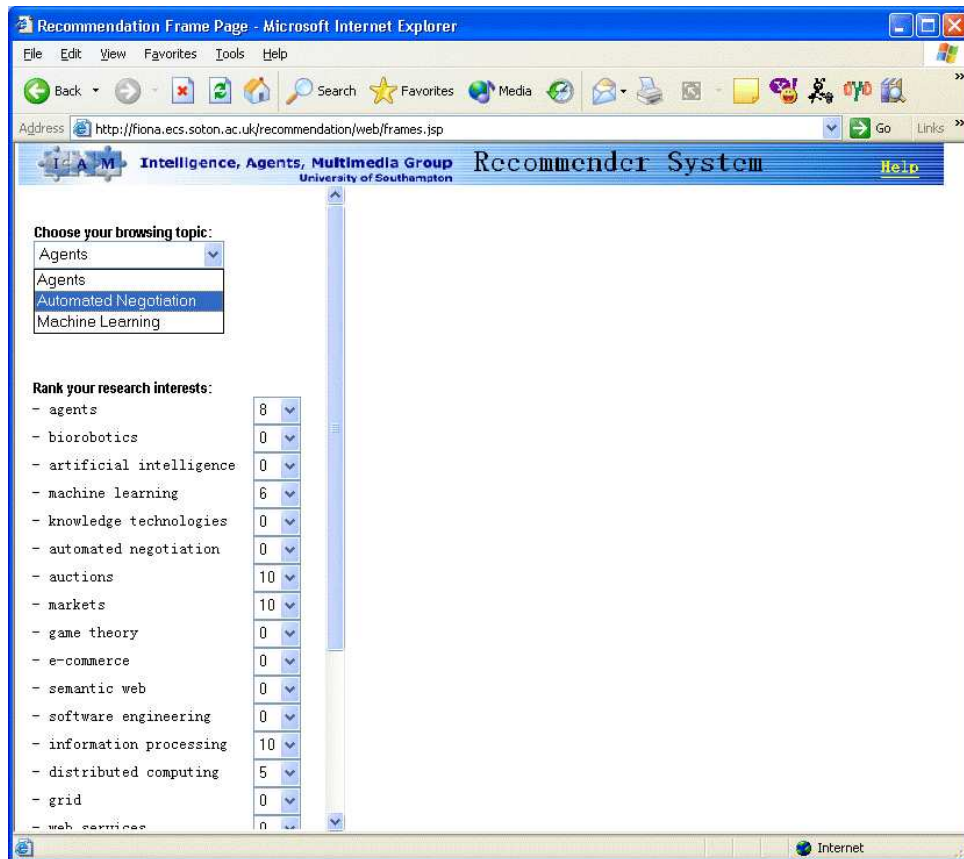 Recommendation Frame Page - Microsoft Internet Explorer
File Edit View Favorites Tools Help
Back Search Favorites Media
Address http://fiona.ecs.soton.ac.uk/recommendation/web/frames.jsp Go Links
I A M Intelligence, Agents, Multimedia Group Recommender System Help
University of Southampton
Choose your browsing topic:
Agents
Agents
Automated Negotiation
Machine Learning
Rank your research interests:
- agents 8
- biorobotics 0
- artificial intelligence 0
- machine learning 6
- knowledge technologies 0
- automated negotiation 0
- auctions 10
- markets 10
- game theory 0
- e-commerce 0
- semantic web 0
- software engineering 0
- information processing 10
- distributed computing 5
- grid 0
- web services 0
Internet